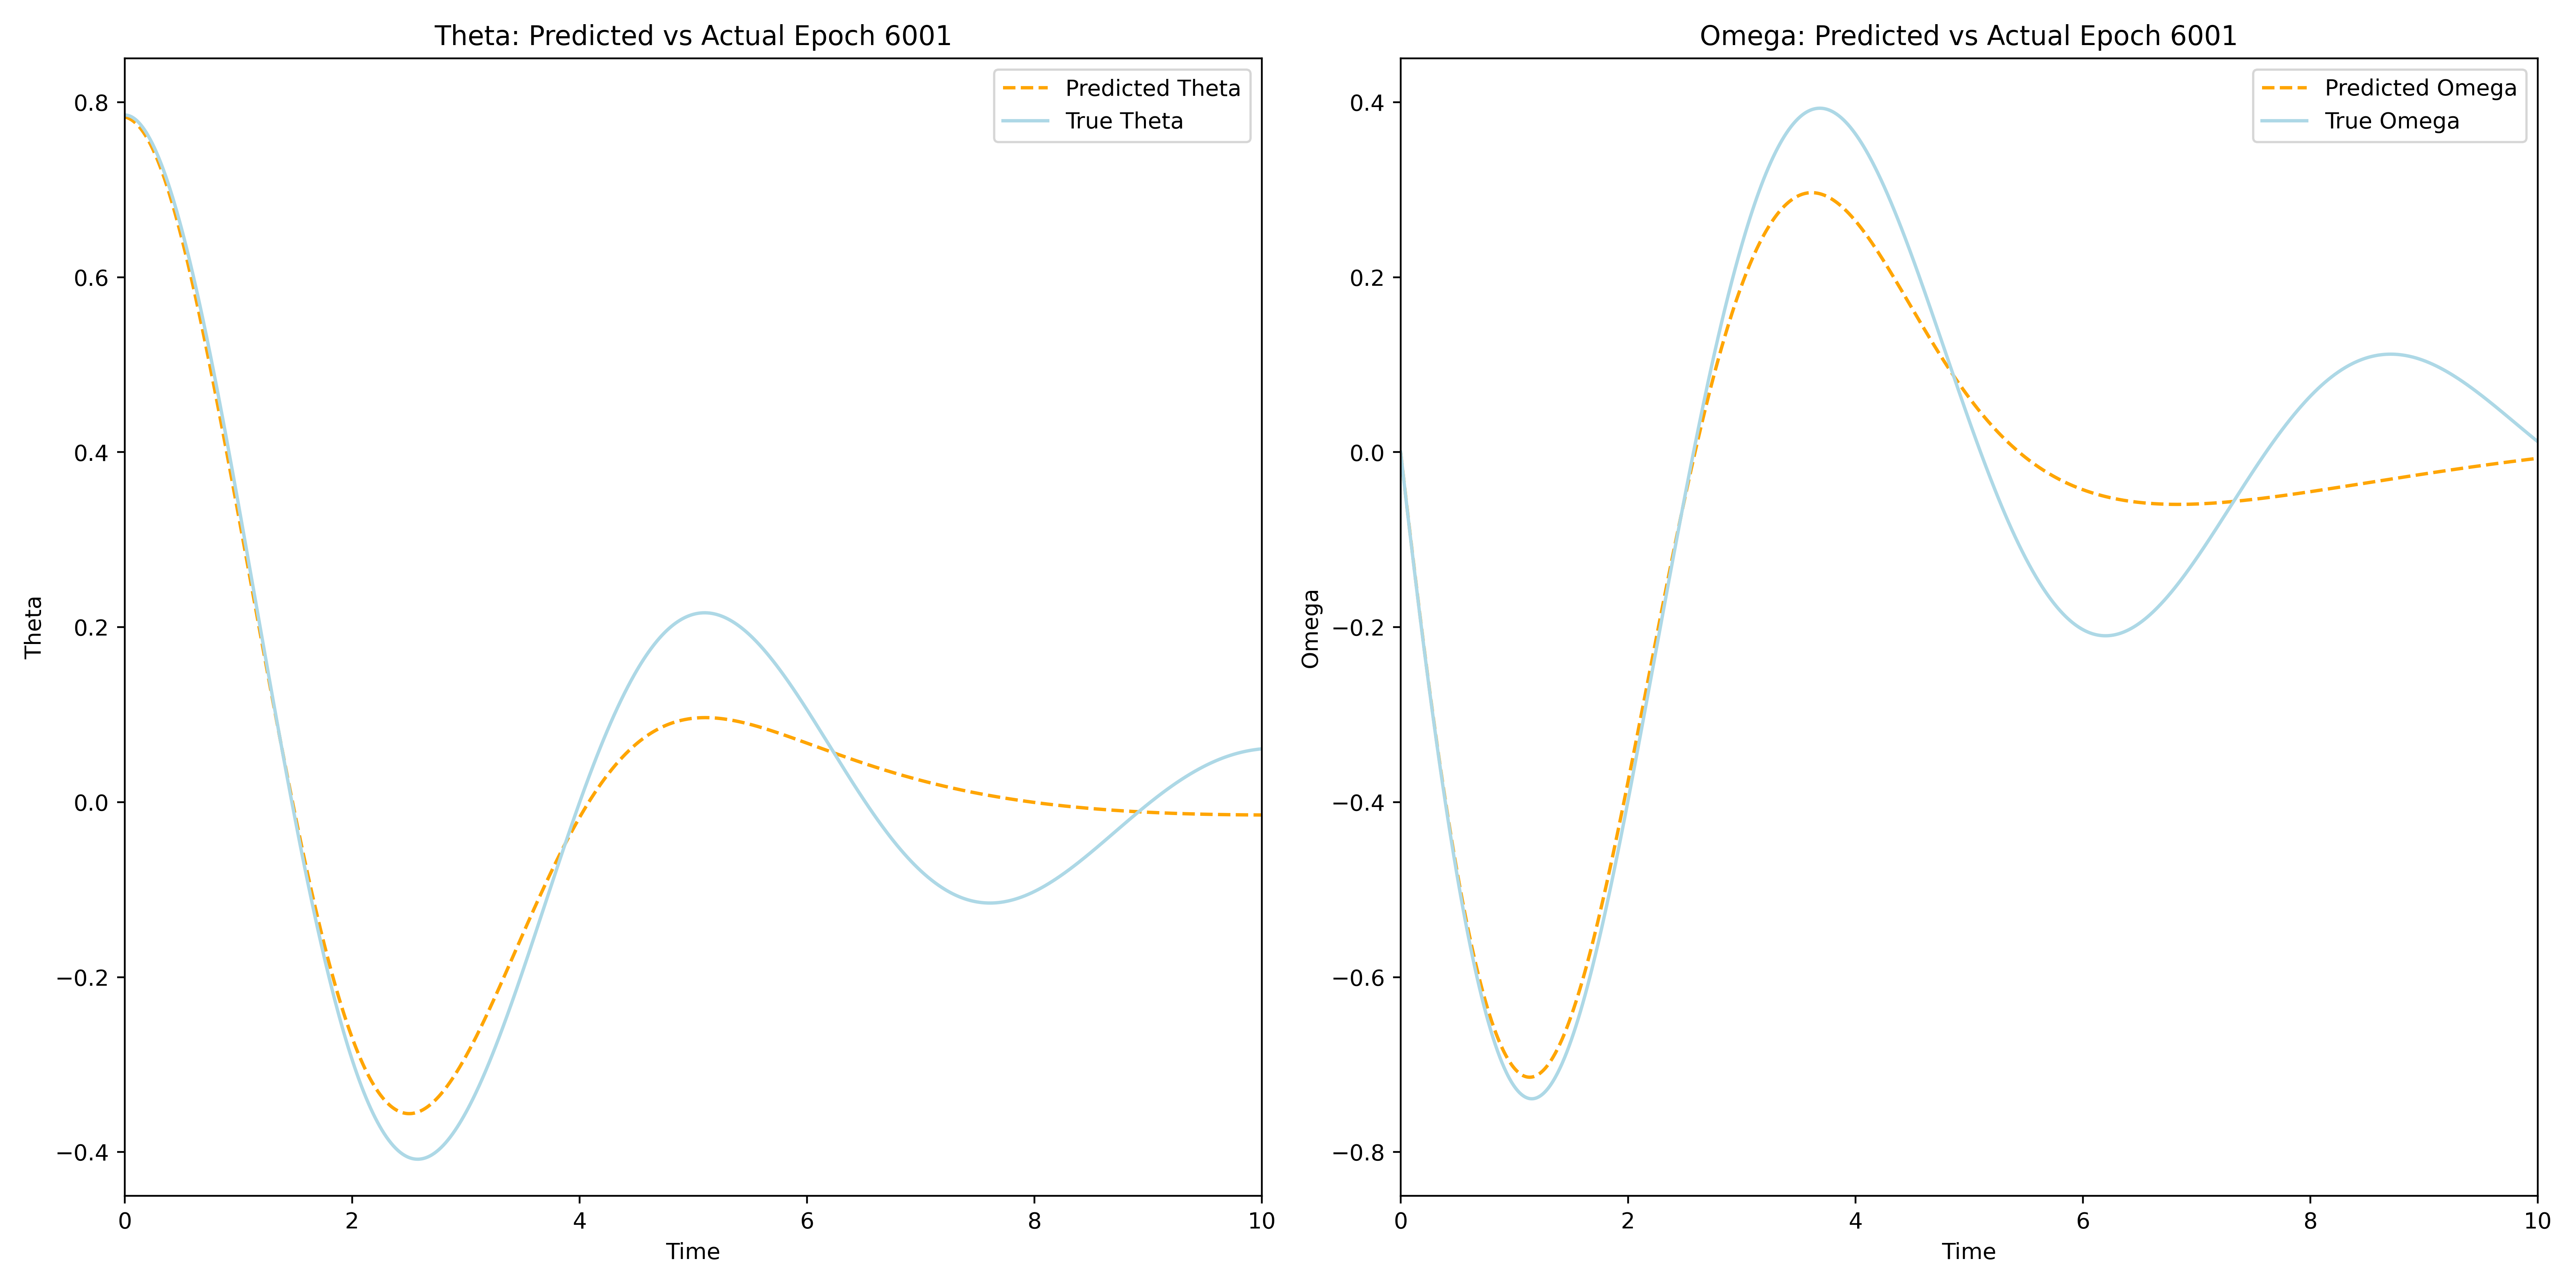 Theta: Predicted vs Actual Epoch 6001
Predicted Theta
True Theta
0.8
0.6
0.4
0.2
0.0
−0.2
−0.4
Theta
0
2
4
6
8
10
Time
Omega: Predicted vs Actual Epoch 6001
Predicted Omega
True Omega
0.4
0.2
0.0
−0.2
−0.4
−0.6
−0.8
Omega
0
2
4
6
8
10
Time